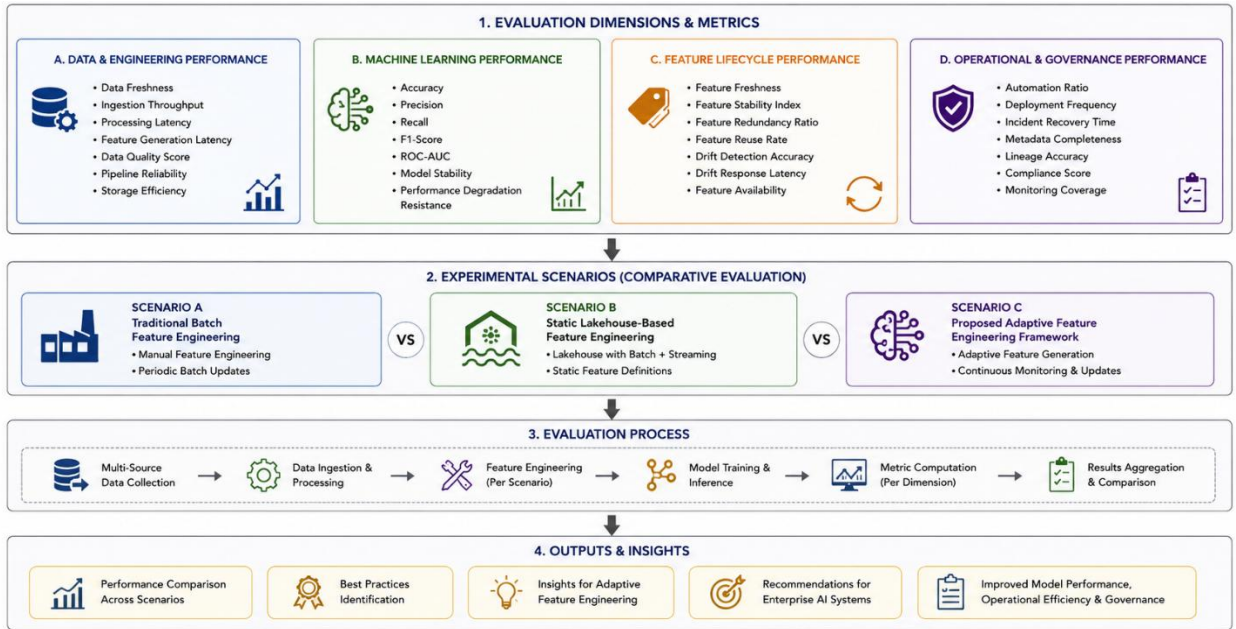 1. EVALUATION DIMENSIONS & METRICS
A. DATA & ENGINEERING PERFORMANCE
• Data Freshness
• Ingestion Throughput
• Processing Latency
• Feature Generation Latency
• Data Quality Score
• Pipeline Reliability
• Storage Efficiency
B. MACHINE LEARNING PERFORMANCE
• Accuracy
• Precision
• Recall
• F1-Score
• ROC-AUC
• Model Stability
• Performance Degradation
Resistance
C. FEATURE LIFECYCLE PERFORMANCE
• Feature Freshness
• Feature Stability Index
• Feature Redundancy Ratio
• Feature Reuse Rate
• Drift Detection Accuracy
• Drift Response Latency
• Feature Availability
D. OPERATIONAL & GOVERNANCE PERFORMANCE
• Automation Ratio
• Deployment Frequency
• Incident Recovery Time
• Metadata Completeness
• Lineage Accuracy
• Compliance Score
• Monitoring Coverage
2. EXPERIMENTAL SCENARIOS (COMPARATIVE EVALUATION)
SCENARIO A
Traditional Batch
Feature Engineering
• Manual Feature Engineering
• Periodic Batch Updates
VS
SCENARIO B
Static Lakehouse-Based
Feature Engineering
• Lakehouse with Batch + Streaming
• Static Feature Definitions
VS
SCENARIO C
Proposed Adaptive Feature
Engineering Framework
• Adaptive Feature Generation
• Continuous Monitoring & Updates
3. EVALUATION PROCESS
Multi-Source
Data Collection
Data Ingestion &
Processing
Feature Engineering
(Per Scenario)
Model Training &
Inference
Metric Computation
(Per Dimension)
Results Aggregation
& Comparison
4. OUTPUTS & INSIGHTS
Performance Comparison
Across Scenarios
Best Practices
Identification
Insights for Adaptive
Feature Engineering
Recommendations for
Enterprise AI Systems
Improved Model Performance,
Operational Efficiency & Governance